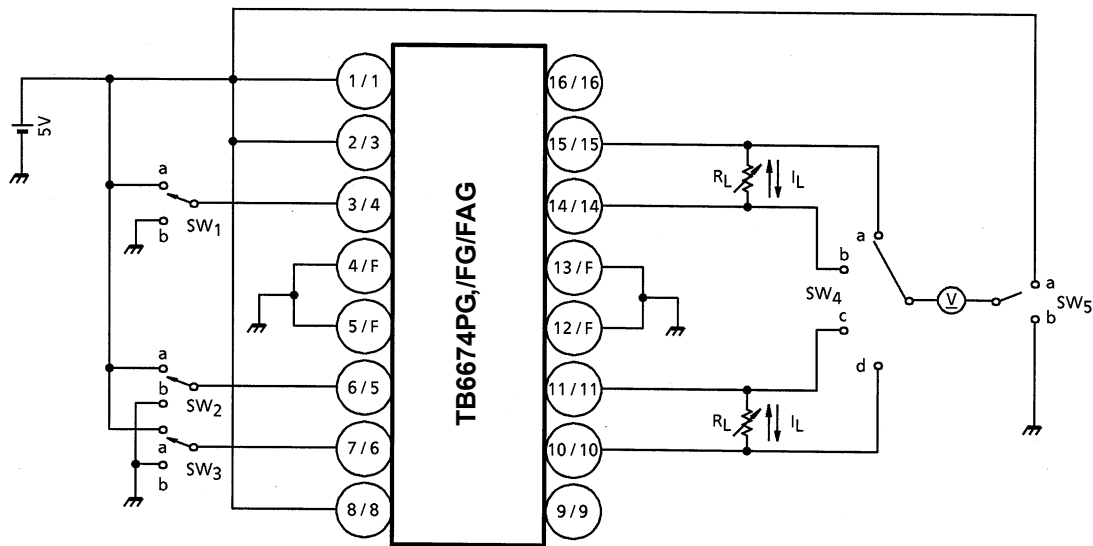 5V
a
b
SW1
a
b
SW2
a
b
SW3
1/1
2/3
3/4
4/F
5/F
6/5
7/6
8/8
TB6674PG,/FG/FAG
16/16
15/15
14/14
13/F
12/F
11/11
10/10
9/9
RL
IL
RL
IL
a
b
SW4
c
d
V
a
SW5
b